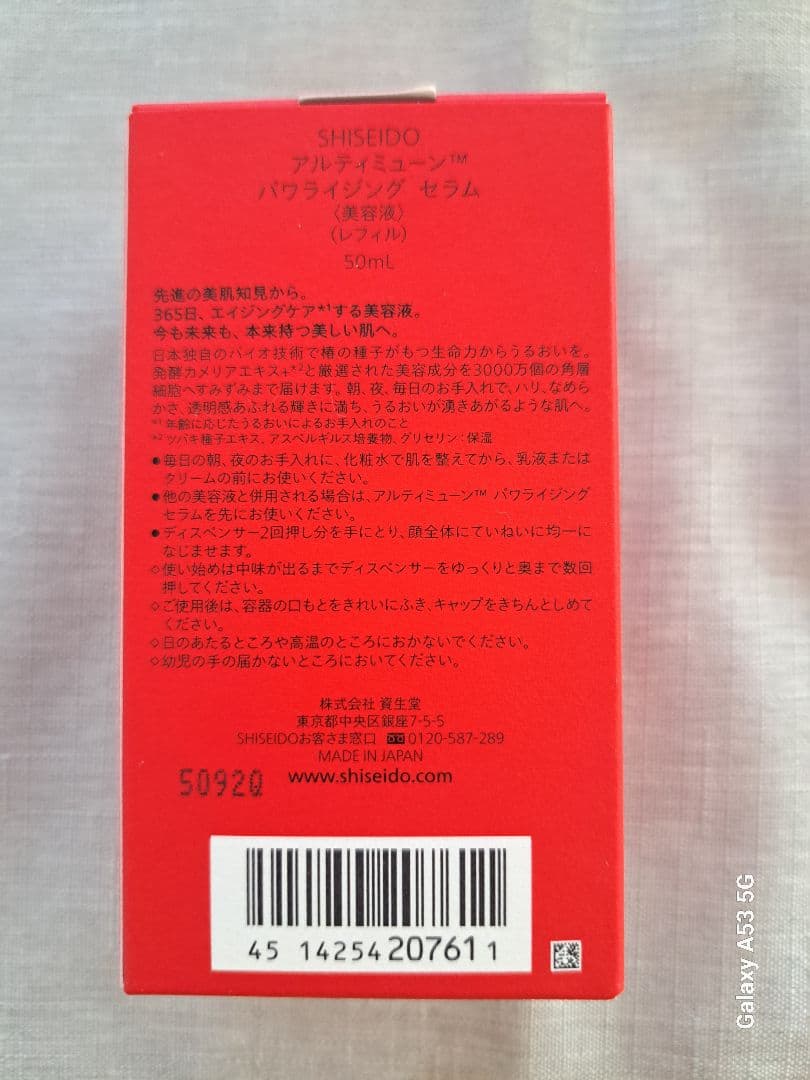 SHISEIDO
アルティミューン™
パワライジング セラム
〈美容液〉
(レフィル)
50mL
先進の美肌知見から。
365日、エイジングケア*¹する美容液。
今も未来も、本来持つ美しい肌へ。
日本独自のバイオ技術で椿の種子がもつ生命力からうるおいを。
発酵カメリアエキス+*²と厳選された美容成分を3000万個の角層
細胞へすみずみまで届けます。朝、夜、毎日のお手入れで、ハリ、なめら
かさ、透明感あふれる輝きに満ち、うるおいが湧きあがるような肌へ。
*¹ 年齢に応じたうるおいによるお手入れのこと
*² ツバキ種子エキス、アスペルギルス培養物、グリセリン:保湿
●毎日の朝、夜のお手入れに、化粧水で肌を整えてから、乳液または
クリームの前にお使いください。
●他の美容液と併用される場合は、アルティミューン™ パワライジング
セラムを先にお使いください。
●ディスペンサー2回押し分を手にとり、顔全体にていねいに均一に
なじませます。
◇使い始めは中味が出るまでディスペンサーをゆっくりと奥まで数回
押してください。
◇ご使用後は、容器の口もとをきれいにふき、キャップをきちんとしめて
ください。
◇日のあたるところや高温のところにおかないでください。
◇幼児の手の届かないところにおいてください。
株式会社 資生堂
東京都中央区銀座7-5-5
SHISEIDOお客さま窓口 0120-587-289
MADE IN JAPAN
5092Q www.shiseido.com
45 14254 20761 1
Galaxy A53 5G